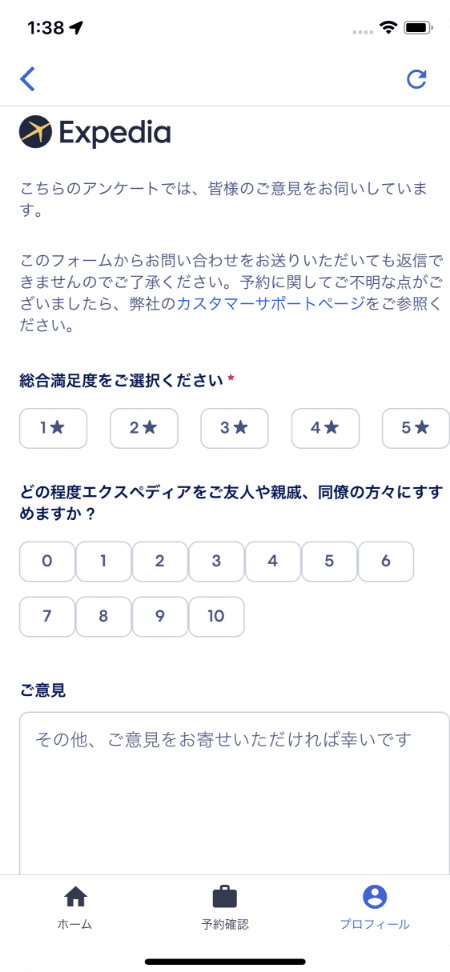 1:38
Expedia
こちらのアンケートでは、皆様のご意見をお伺いしていま
す。
このフォームからお問い合わせをお送りいただいても返信で
きませんのでご了承ください。予約に関してご不明な点がご
ざいましたら、弊社のカスタマーサポートページをご参照く
ださい。
総合満足度をご選択ください *
1★ 2★ 3★ 4★ 5★
どの程度エクスペディアをご友人や親戚、同僚の方々にすす
めますか？
0 1 2 3 4 5 6
7 8 9 10
ご意見
その他、ご意見をお寄せいただければ幸いです
ホーム 予約確認 プロフィール